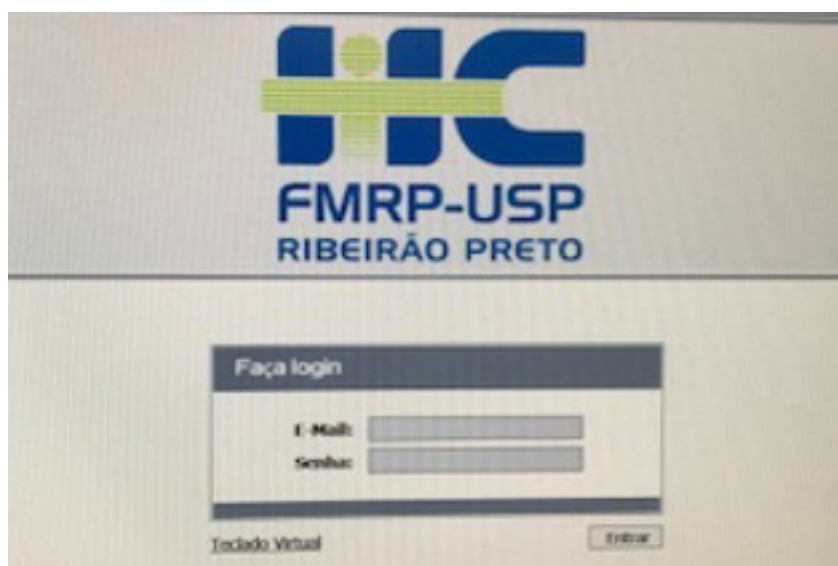 HC
FMRP-USP
RIBEIRÃO PRETO
Faça login
E-Mail:
Senha:
Teclado Virtual
Entrar